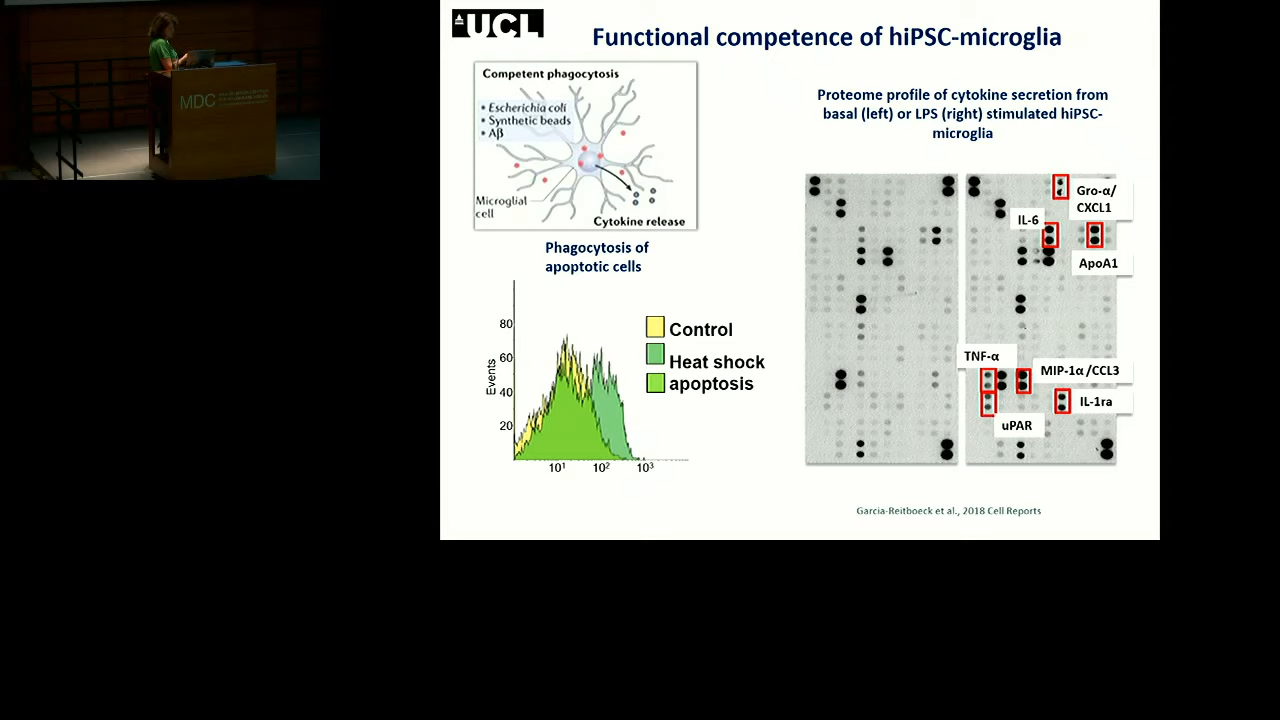 MDC
UCL
Functional competence of hiPSC-microglia
Competent phagocytosis
• Escherichia coli
• Synthetic beads
• Aβ
Microglial
cell
Cytokine release
Phagocytosis of
apoptotic cells
80
60
40
20
Events
10¹ 10² 10³
Control
Heat shock
apoptosis
Proteome profile of cytokine secretion from
basal (left) or LPS (right) stimulated hiPSC-
microglia
Gro-α/
CXCL1
IL-6
ApoA1
TNF-α
MIP-1α/CCL3
IL-1ra
uPAR
Garcia-Reitboeck et al., 2018 Cell Reports